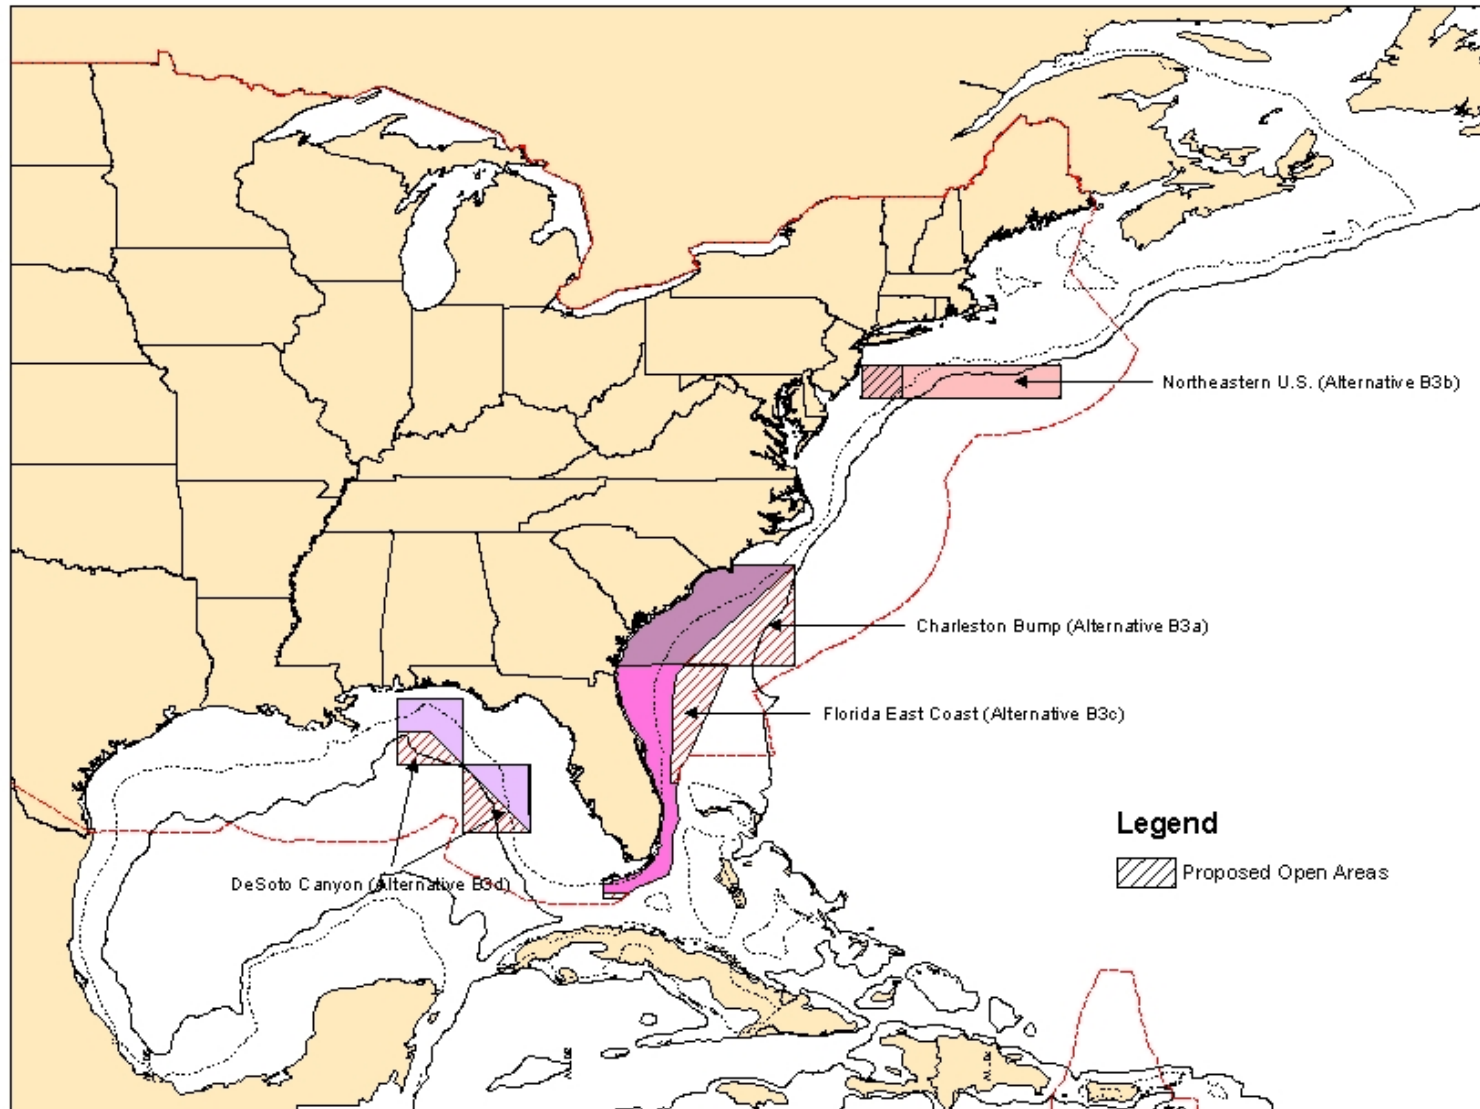 Northeastern U.S. (Alternative B3b)
Charleston Bump (Alternative B3a)
Florida East Coast (Alternative B3c)
DeSoto Canyon (Alternative B3d)
Legend
Proposed Open Areas